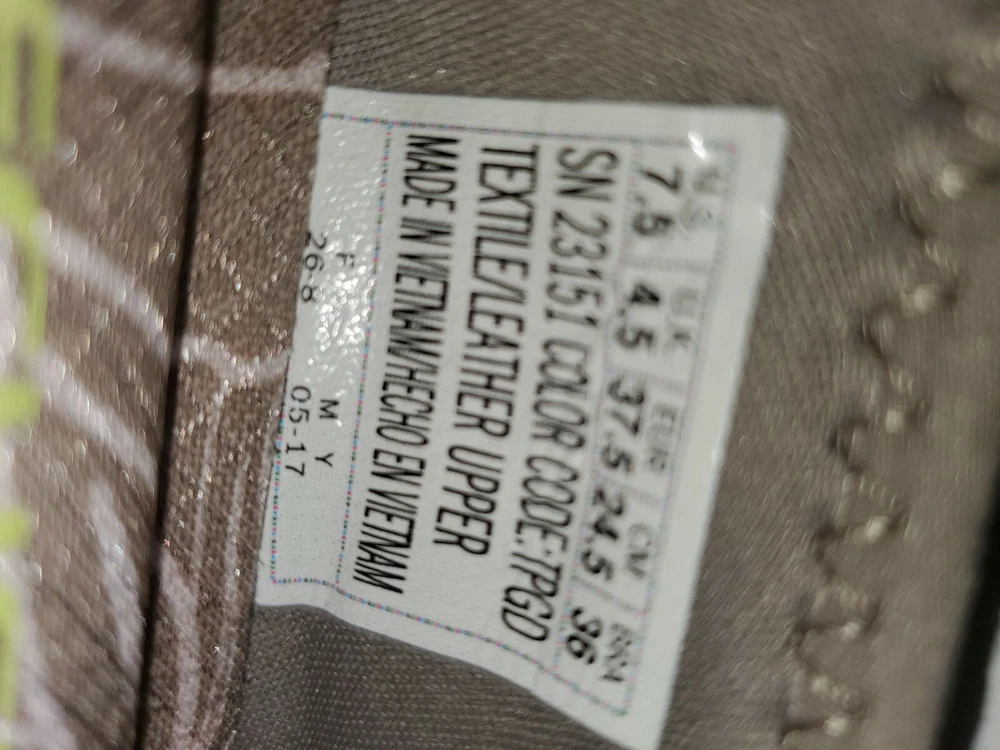 US UK EUR CM BRA
7.5 4.5 37.5 24.5 36
SN 23151 COLOR CODE:TPGD
TEXTILE/LEATHER UPPER
MADE IN VIETNAM/HECHO EN VIETNAM
F M Y
26-8 05-17